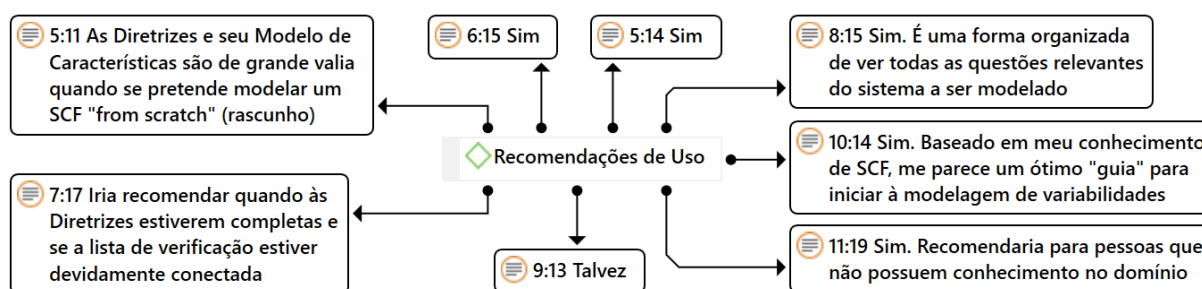 5:11 As Diretrizes e seu Modelo de
Características são de grande valia
quando se pretende modelar um
SCF "from scratch" (rascunho)
6:15 Sim
5:14 Sim
8:15 Sim. É uma forma organizada
de ver todas as questões relevantes
do sistema a ser modelado
Recomendações de Uso
10:14 Sim. Baseado em meu conhecimento
de SCF, me parece um ótimo "guia" para
iniciar à modelagem de variabilidades
7:17 Iria recomendar quando às
Diretrizes estiverem completas e
se a lista de verificação estiver
devidamente conectada
9:13 Talvez
11:19 Sim. Recomendaria para pessoas que
não possuem conhecimento no domínio